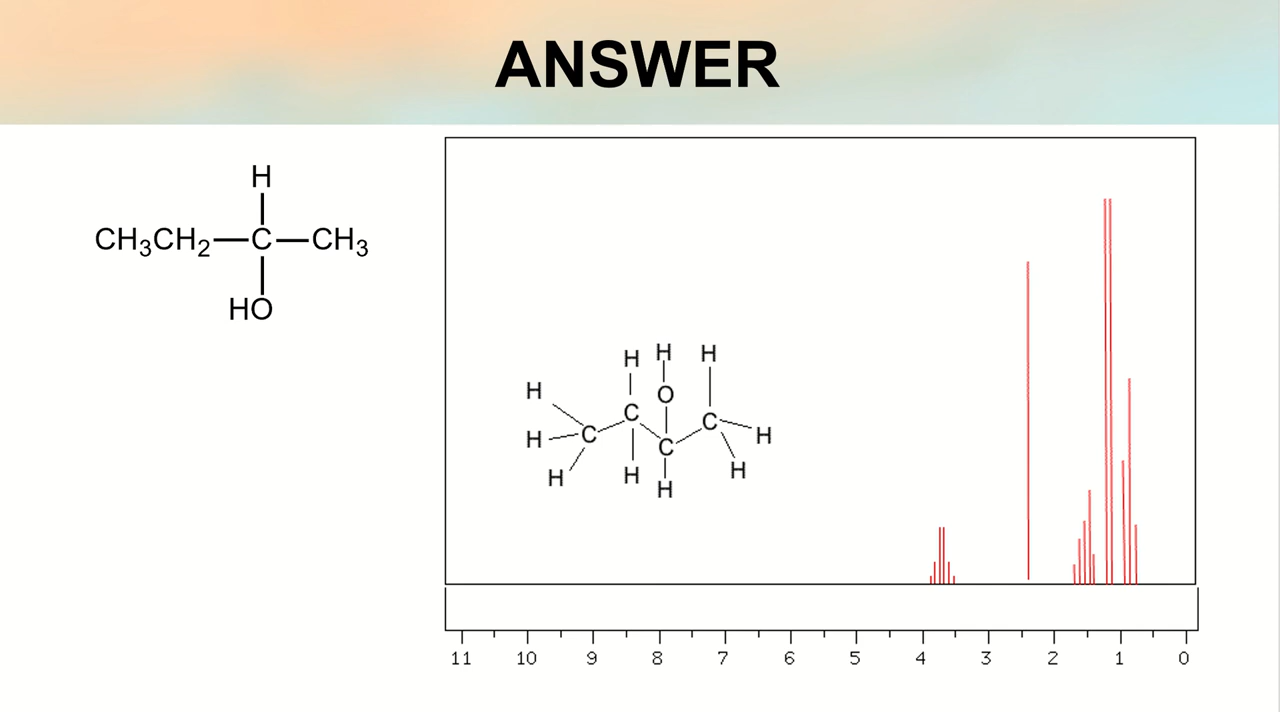 ANSWER
H
CH₃CH₂—C—CH₃
HO
H H H
H O
C
H C C C H
H H H H
11 10 9 8 7 6 5 4 3 2 1 0